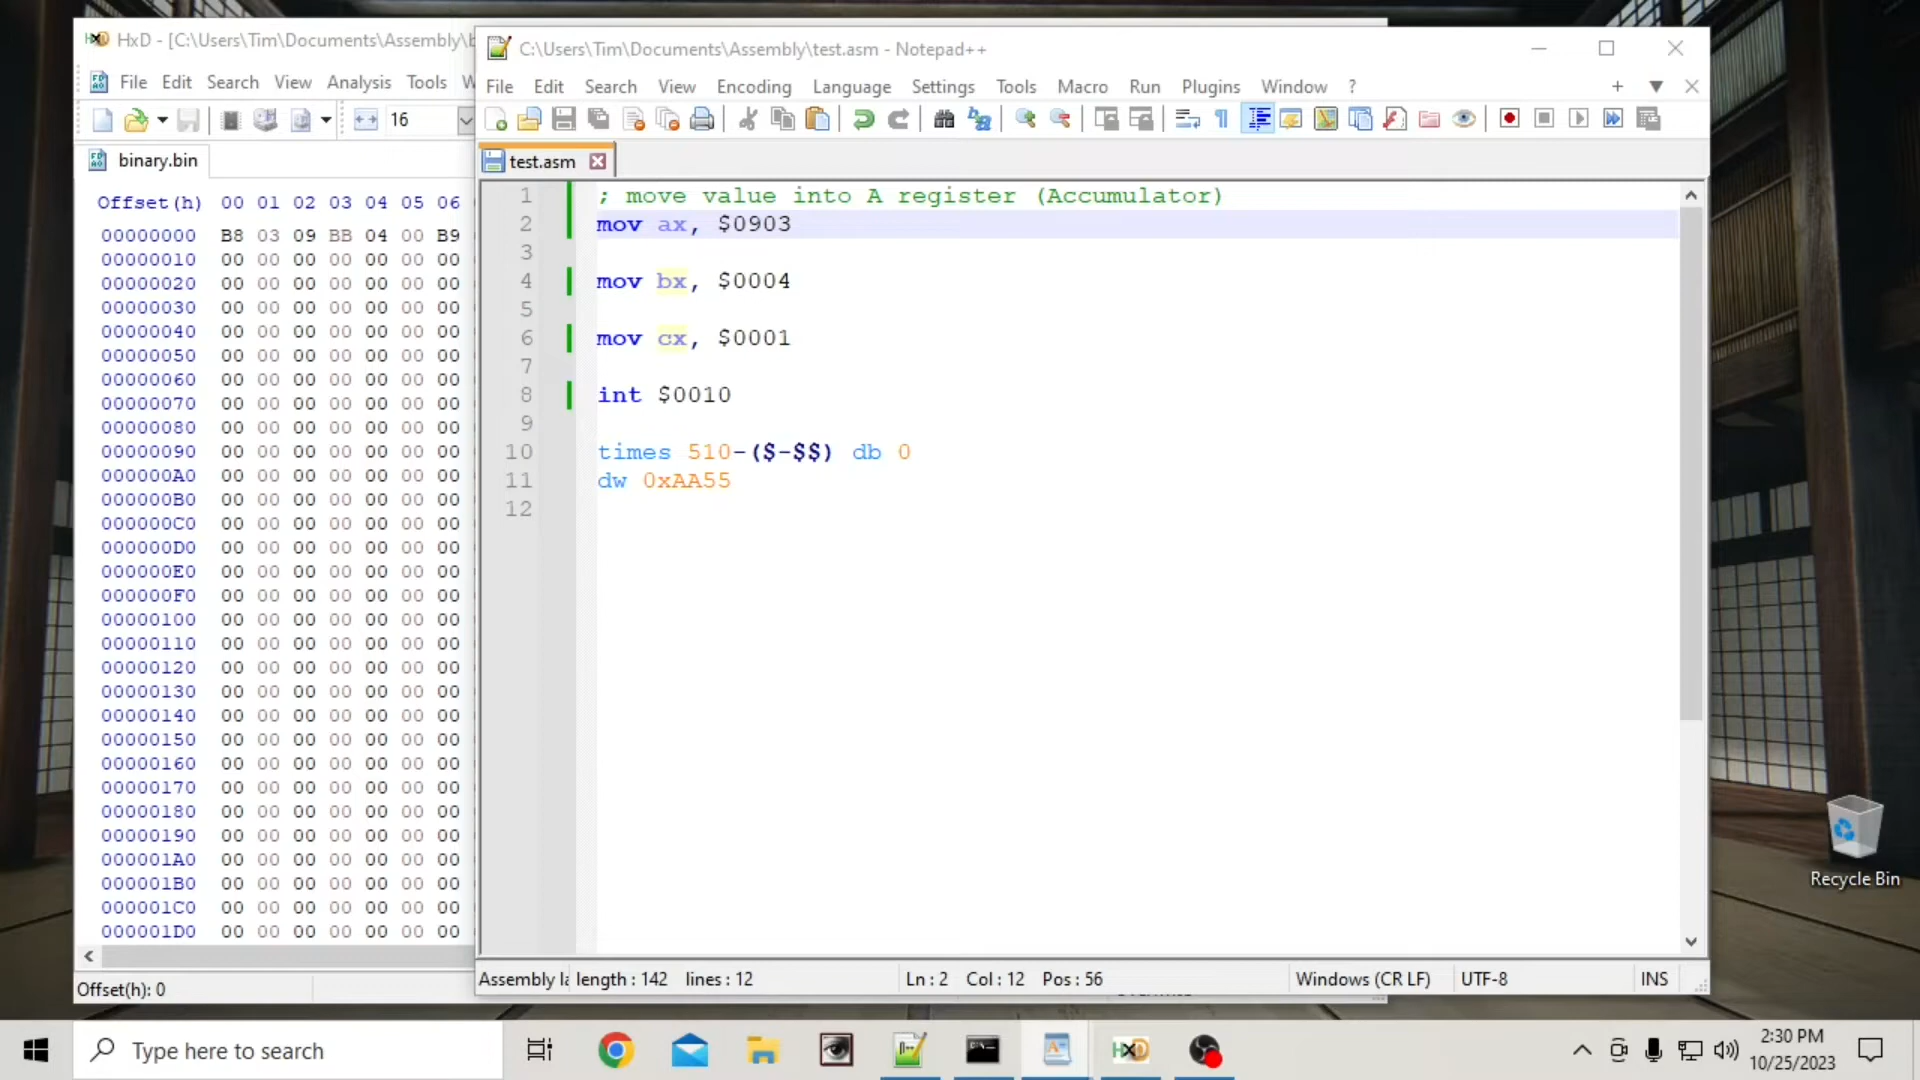 HxD - [C:\Users\Tim\Documents\Assembly\b
File Edit Search View Analysis Tools W
16
binary.bin
Offset(h) 00 01 02 03 04 05 06
00000000 B8 03 09 BB 04 00 B9
00000010 00 00 00 00 00 00 00
00000020 00 00 00 00 00 00 00
00000030 00 00 00 00 00 00 00
00000040 00 00 00 00 00 00 00
00000050 00 00 00 00 00 00 00
00000060 00 00 00 00 00 00 00
00000070 00 00 00 00 00 00 00
00000080 00 00 00 00 00 00 00
00000090 00 00 00 00 00 00 00
000000A0 00 00 00 00 00 00 00
000000B0 00 00 00 00 00 00 00
000000C0 00 00 00 00 00 00 00
000000D0 00 00 00 00 00 00 00
000000E0 00 00 00 00 00 00 00
000000F0 00 00 00 00 00 00 00
00000100 00 00 00 00 00 00 00
00000110 00 00 00 00 00 00 00
00000120 00 00 00 00 00 00 00
00000130 00 00 00 00 00 00 00
00000140 00 00 00 00 00 00 00
00000150 00 00 00 00 00 00 00
00000160 00 00 00 00 00 00 00
00000170 00 00 00 00 00 00 00
00000180 00 00 00 00 00 00 00
00000190 00 00 00 00 00 00 00
000001A0 00 00 00 00 00 00 00
000001B0 00 00 00 00 00 00 00
000001C0 00 00 00 00 00 00 00
000001D0 00 00 00 00 00 00 00
Offset(h): 0
C:\Users\Tim\Documents\Assembly\test.asm - Notepad++
File Edit Search View Encoding Language Settings Tools Macro Run Plugins Window ?
test.asm
1 ; move value into A register (Accumulator)
2 mov ax, $0903
3
4 mov bx, $0004
5
6 mov cx, $0001
7
8 int $0010
9
10 times 510-($-$$) db 0
11 dw 0xAA55
12
Assembly la length : 142 lines : 12 Ln : 2 Col : 12 Pos : 56 Windows (CR LF) UTF-8 INS
Recycle Bin
Type here to search
2:30 PM
10/25/2023